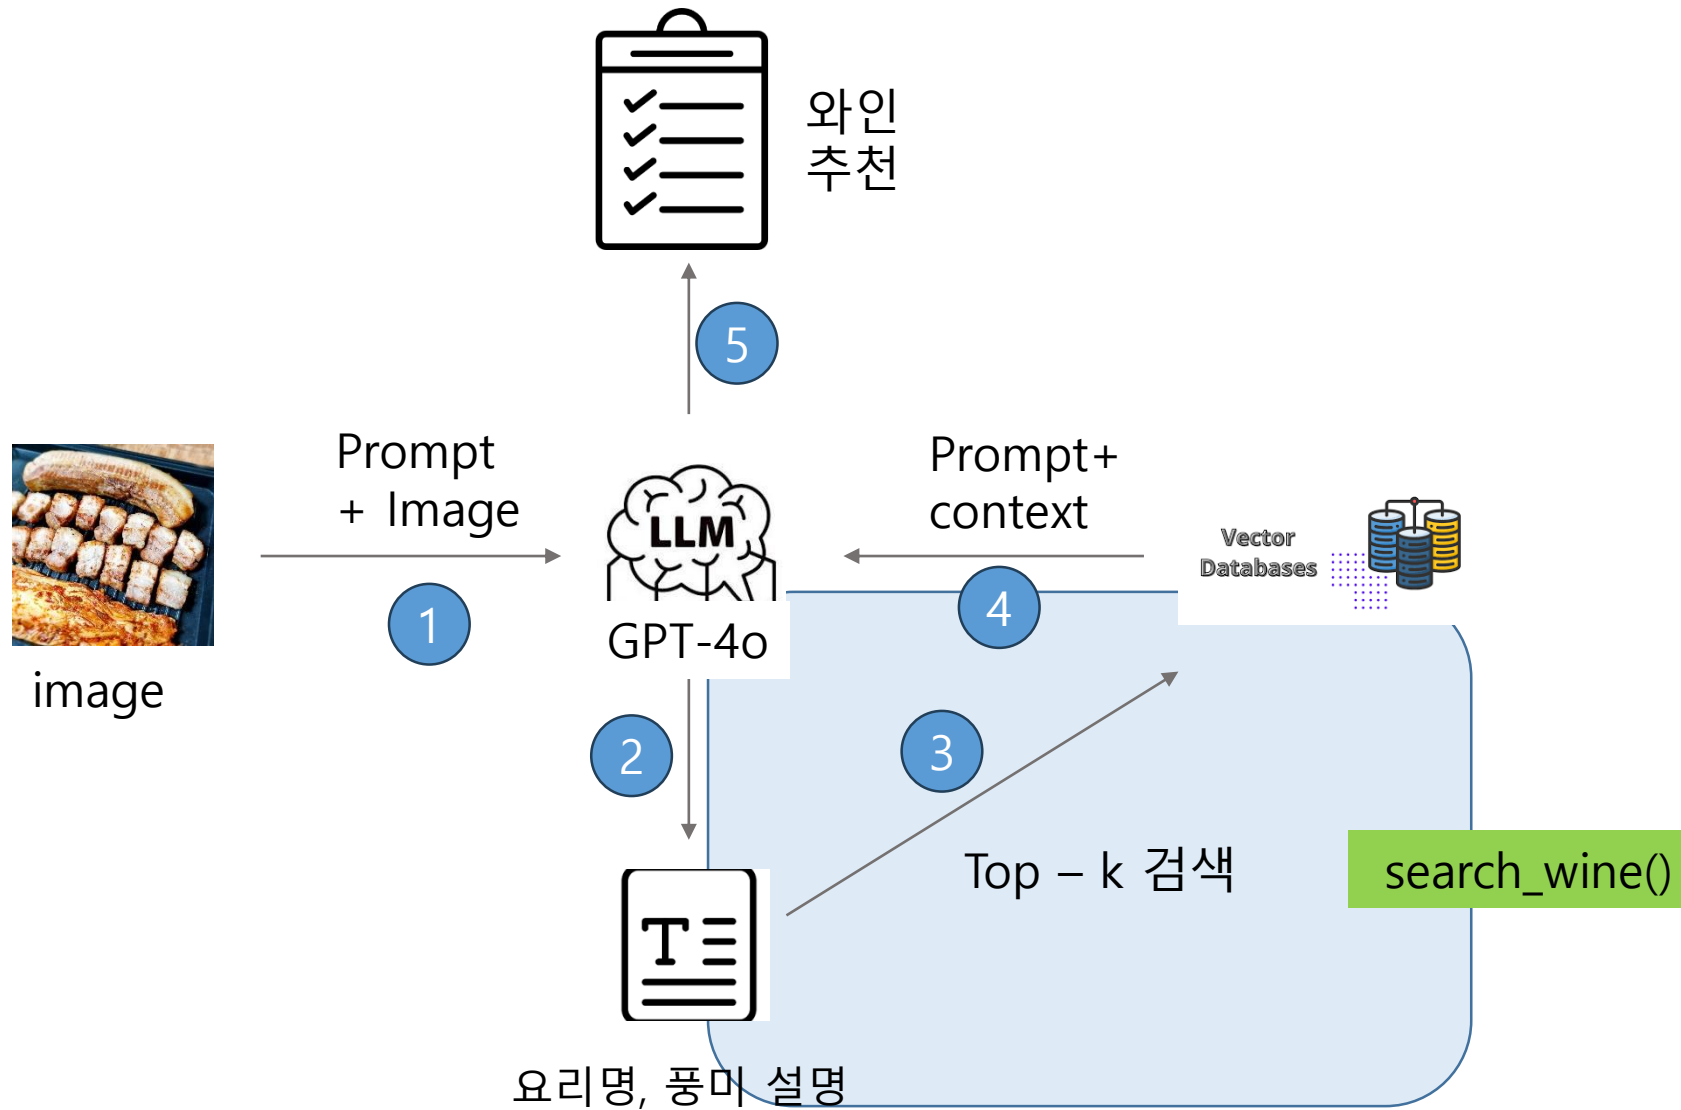 와인
추천
5
Prompt
+ Image
1
image
LLM
GPT-4o
Prompt+
context
4
Vector
Databases
2
3
Top – k 검색
search_wine()
T
요리명, 풍미 설명